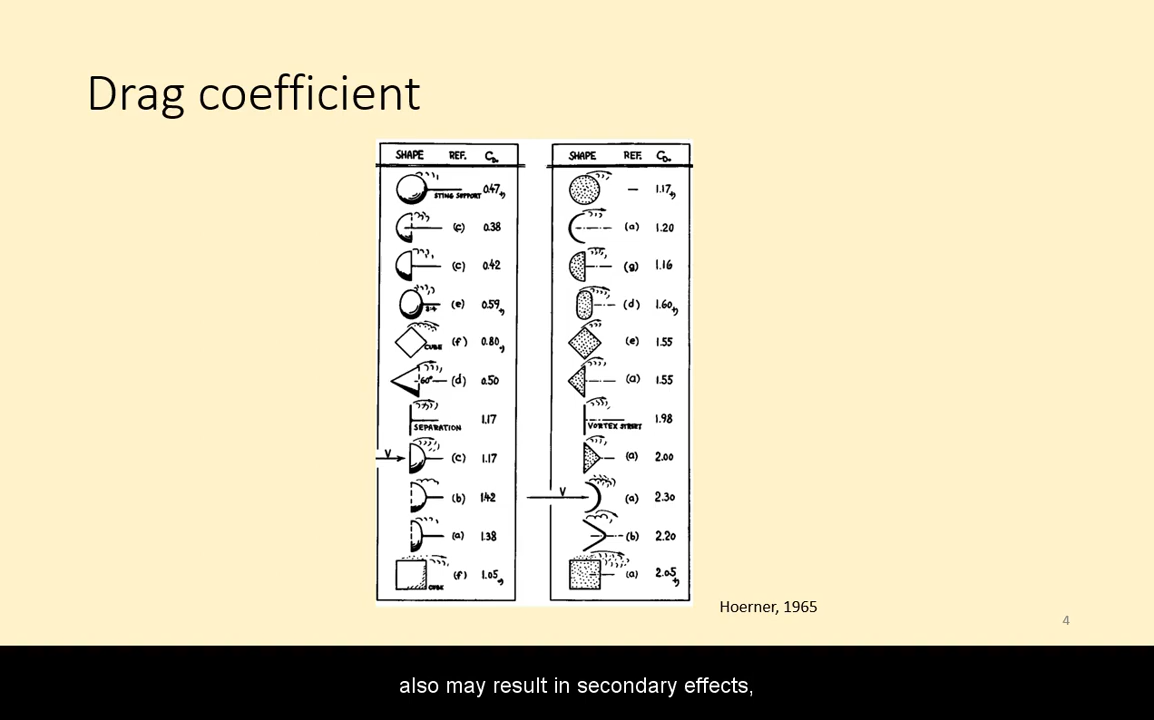 Drag coefficient
SHAPE REF. C_D.
STING SUPPORT 0.47
(c) 0.38
(c) 0.42
(e) 0.59
CUBE (f) 0.80
60° (d) 0.50
1.17
SEPARATION
V (c) 1.17
(b) 1.42
(a) 1.38
CUBE (f) 1.05
SHAPE REF. C_D.
— 1.17
(a) 1.20
(g) 1.16
(d) 1.60
(e) 1.55
(a) 1.55
1.98
VORTEX STREET
(a) 2.00
V (a) 2.30
(b) 2.20
(a) 2.05
Hoerner, 1965
4
also may result in secondary effects,